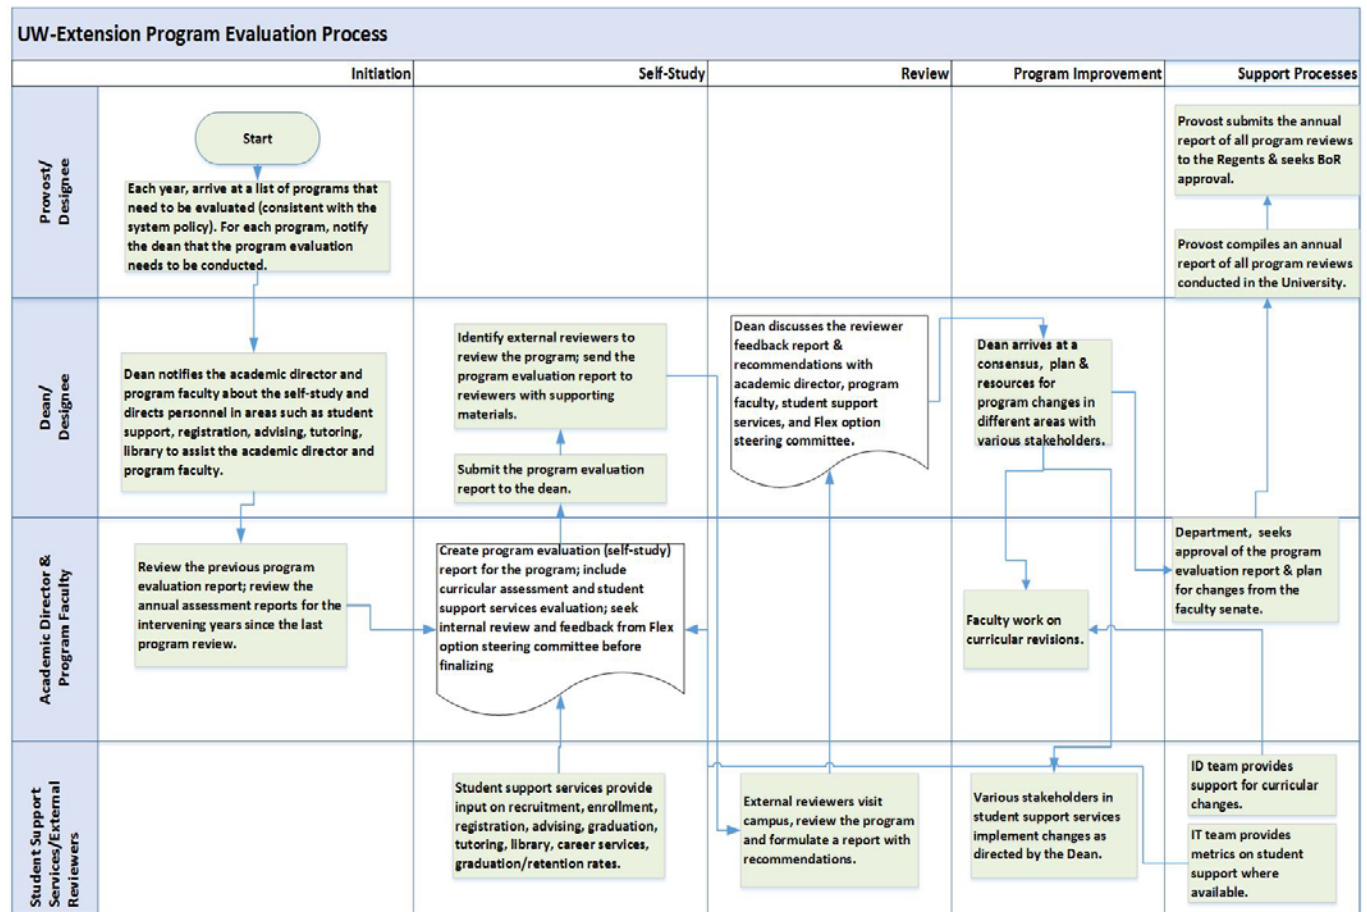 UW-Extension Program Evaluation Process
Initiation
Self-Study
Review
Program Improvement
Support Processes
Provost/
Designee
Start
Each year, arrive at a list of programs that
need to be evaluated (consistent with the
system policy). For each program, notify
the dean that the program evaluation
needs to be conducted.
Provost submits the annual
report of all program reviews
to the Regents & seeks BoR
approval.
Provost compiles an annual
report of all program reviews
conducted in the University.
Dean/
Designee
Dean notifies the academic director and
program faculty about the self-study and
directs personnel in areas such as student
support, registration, advising, tutoring,
library to assist the academic director and
program faculty.
Identify external reviewers to
review the program; send the
program evaluation report to
reviewers with supporting
materials.
Submit the program evaluation
report to the dean.
Dean discusses the reviewer
feedback report &
recommendations with
academic director, program
faculty, student support
services, and Flex option
steering committee.
Dean arrives at a
consensus, plan &
resources for
program changes in
different areas with
various stakeholders.
Academic Director &
Program Faculty
Review the previous program
evaluation report; review the
annual assessment reports for the
intervening years since the last
program review.
Create program evaluation (self-study)
report for the program; include
curricular assessment and student
support services evaluation; seek
internal review and feedback from Flex
option steering committee before
finalizing
Faculty work on
curricular revisions.
Department, seeks
approval of the program
evaluation report & plan
for changes from the
faculty senate.
Student Support
Services/External
Reviewers
Student support services provide
input on recruitment, enrollment,
registration, advising, graduation,
tutoring, library, career services,
graduation/retention rates.
External reviewers visit
campus, review the program
and formulate a report with
recommendations.
Various stakeholders in
student support services
implement changes as
directed by the Dean.
ID team provides
support for curricular
changes.
IT team provides
metrics on student
support where
available.